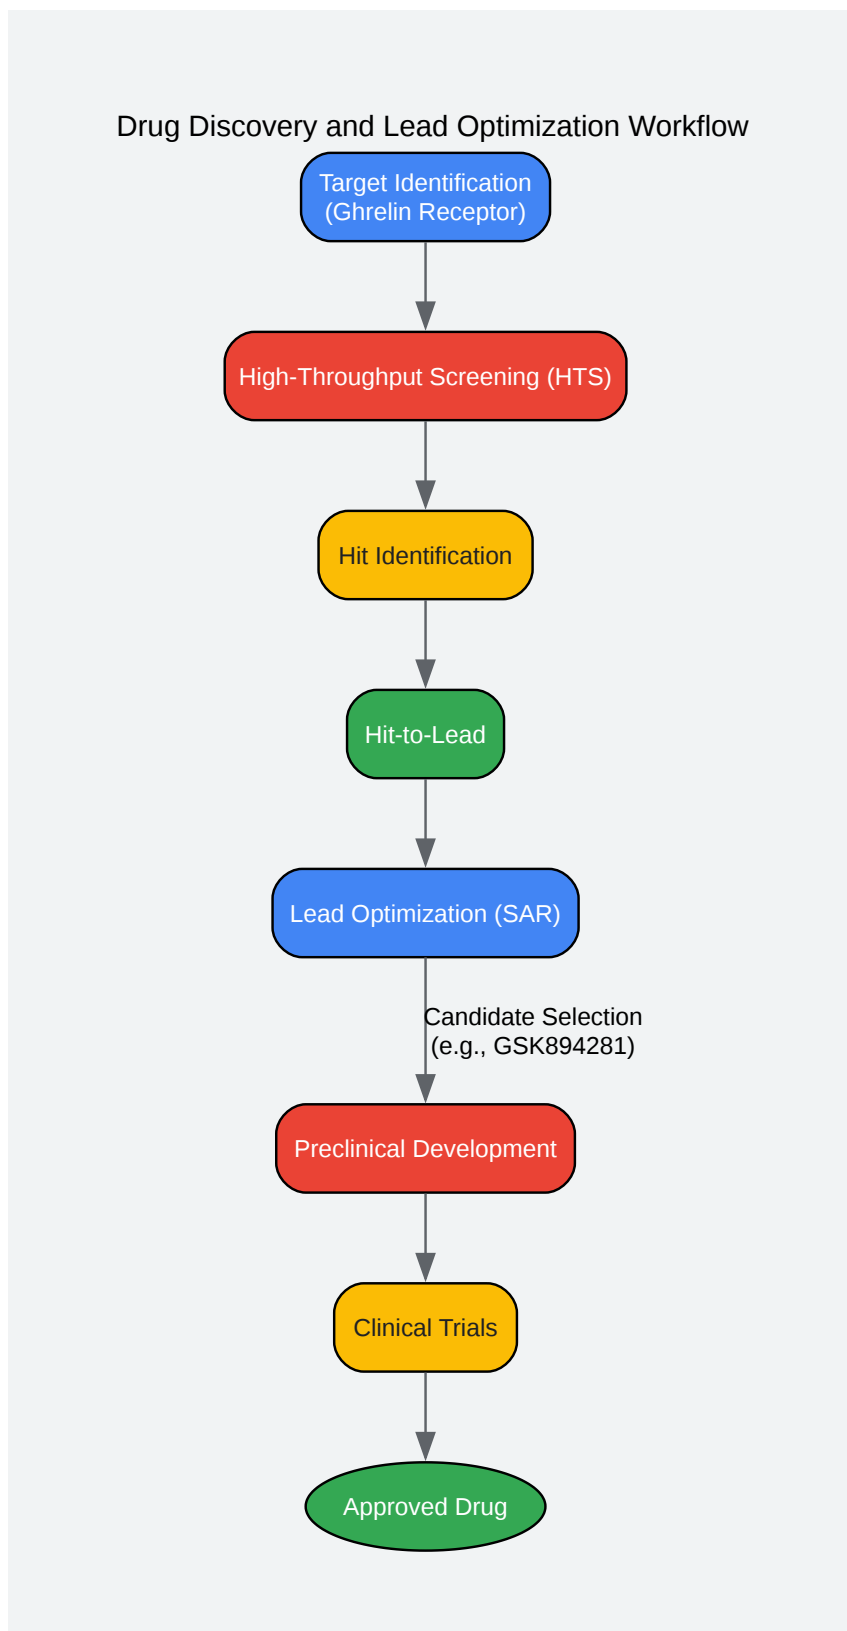 Drug Discovery and Lead Optimization Workflow
Target Identification
(Ghrelin Receptor)
High-Throughput Screening (HTS)
Hit Identification
Hit-to-Lead
Lead Optimization (SAR)
Candidate Selection
(e.g., GSK894281)
Preclinical Development
Clinical Trials
Approved Drug